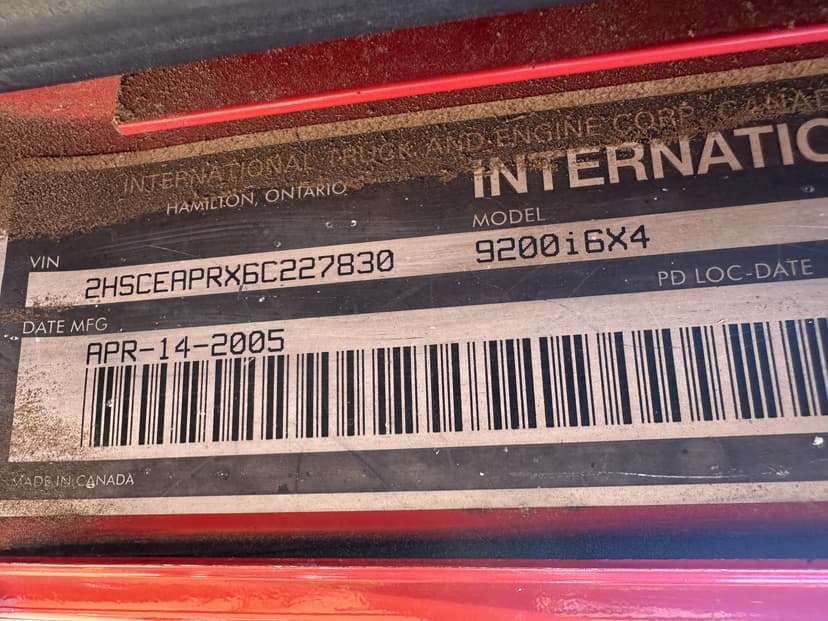 INTERNATIONAL TRUCK AND ENGINE CORP. CANAD
HAMILTON, ONTARIO
INTERNATIO
VIN
2HSCEAPRX6C227830
MODEL
9200i6X4
DATE MFG
PD LOC-DATE
APR-14-2005
MADE IN CANADA